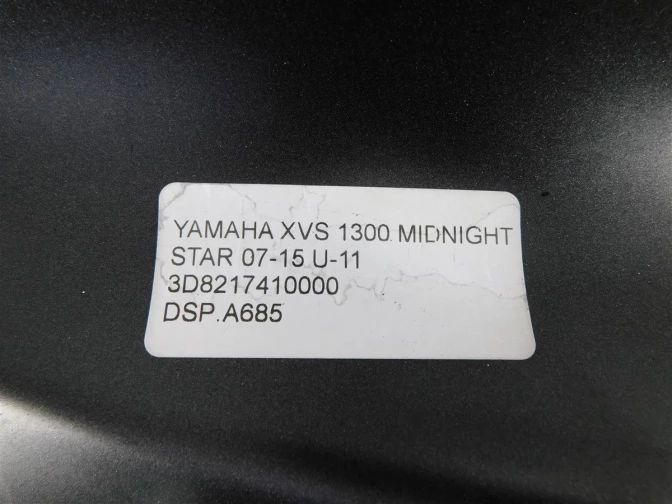 YAMAHA XVS 1300 MIDNIGHT
STAR 07-15 U-11
3D8217410000
DSP.A685